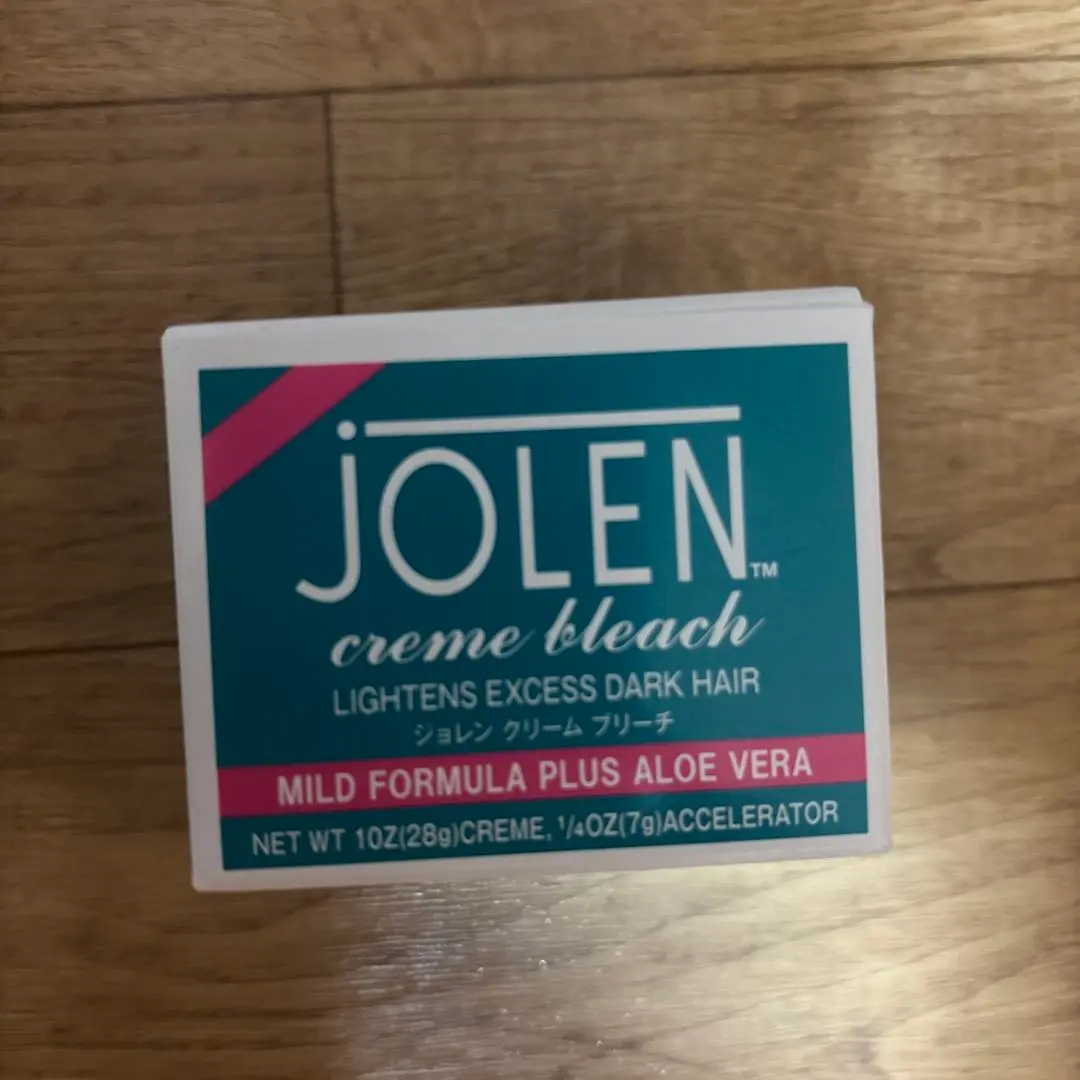 JOLEN™
creme bleach
LIGHTENS EXCESS DARK HAIR
ジョレン クリーム ブリーチ
MILD FORMULA PLUS ALOE VERA
NET WT 1OZ(28g)CREME, ¼OZ(7g)ACCELERATOR